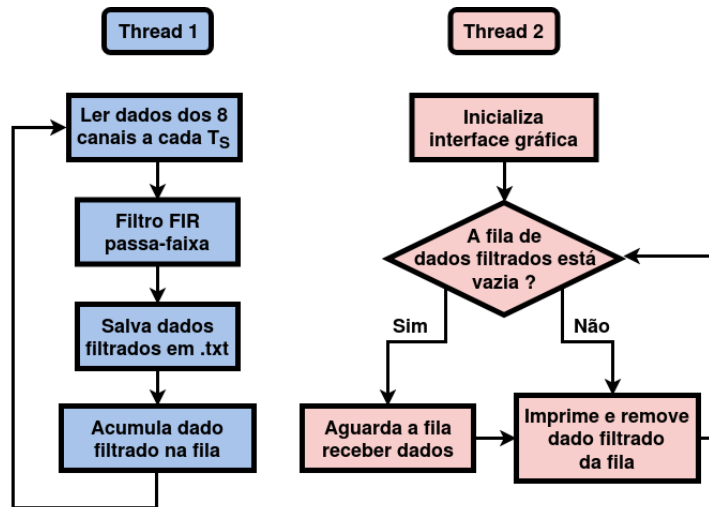 Thread 1
Ler dados dos 8
canais a cada TS
Filtro FIR
passa-faixa
Salva dados
filtrados em .txt
Acumula dado
filtrado na fila
Thread 2
Inicializa
interface gráfica
A fila de
dados filtrados está
vazia ?
Sim
Não
Aguarda a fila
receber dados
Imprime e remove
dado filtrado
da fila